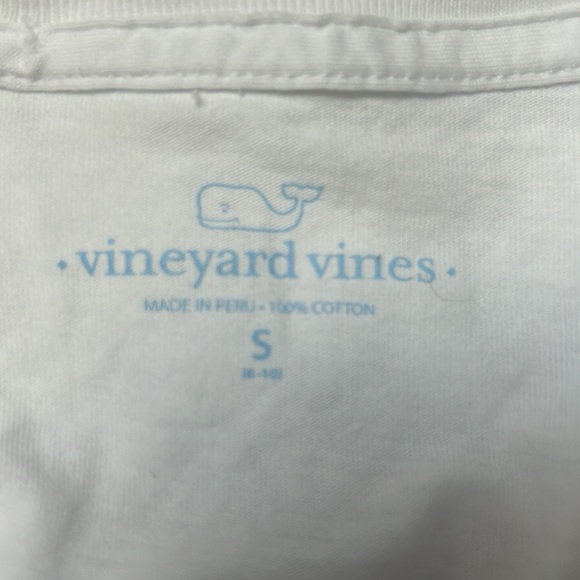 · vineyard vines ·
MADE IN PERU - 100% COTTON
S
(8-10)